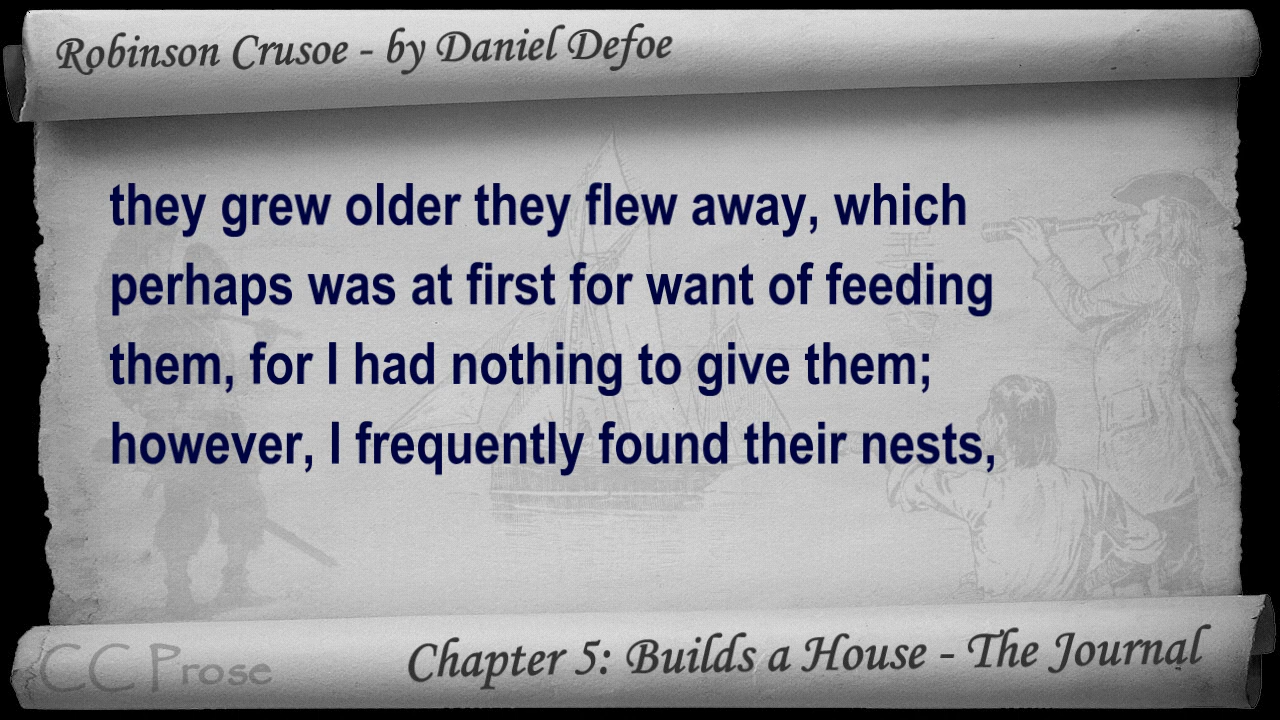 Robinson Crusoe - by Daniel Defoe
they grew older they flew away, which
perhaps was at first for want of feeding
them, for I had nothing to give them;
however, I frequently found their nests,
CC Prose
Chapter 5: Builds a House - The Journal